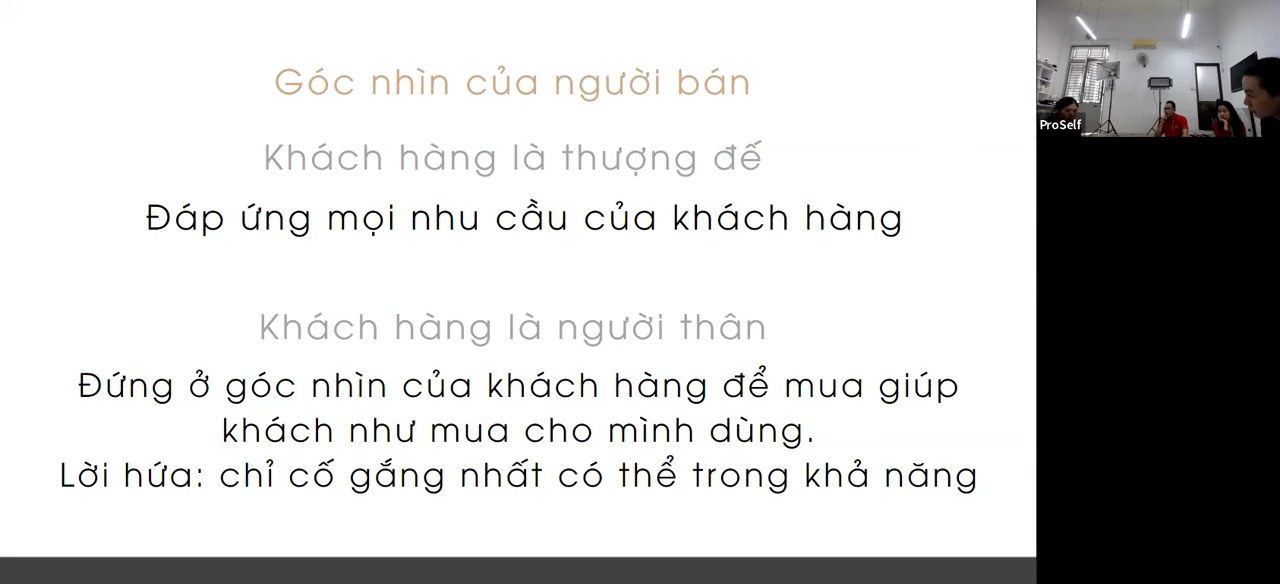 Góc nhìn của người bán
Khách hàng là thượng đế
Đáp ứng mọi nhu cầu của khách hàng
Khách hàng là người thân
Đứng ở góc nhìn của khách hàng để mua giúp
khách như mua cho mình dùng.
Lời hứa: chỉ cố gắng nhất có thể trong khả năng
ProSelf